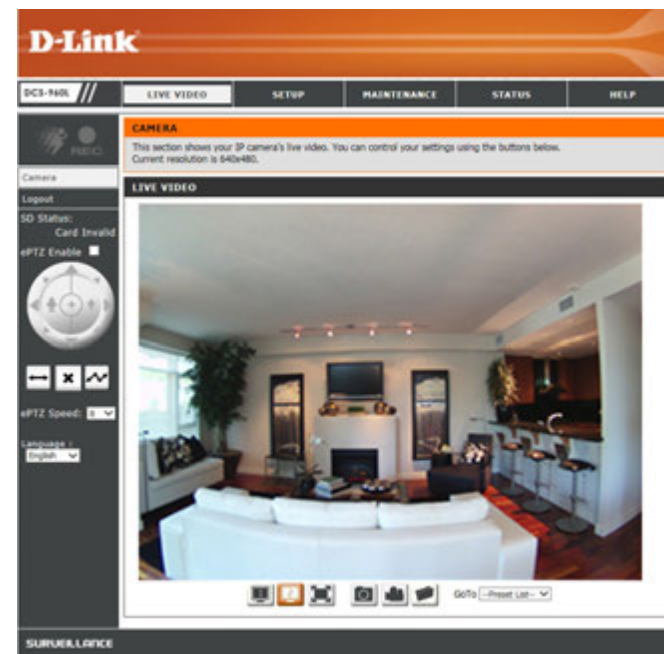 D-Link
DCS-960L // LIVE VIDEO SETUP MAINTENANCE STATUS HELP
REC
CAMERA
This section shows your IP camera's live video. You can control your settings using the buttons below.
Current resolution is 640x480.
Camera
Logout
SD Status:
Card Invalid
ePTZ Enable
ePTZ Speed: 8
Language :
English
LIVE VIDEO
GoTo --Preset List--
SURVEILLANCE